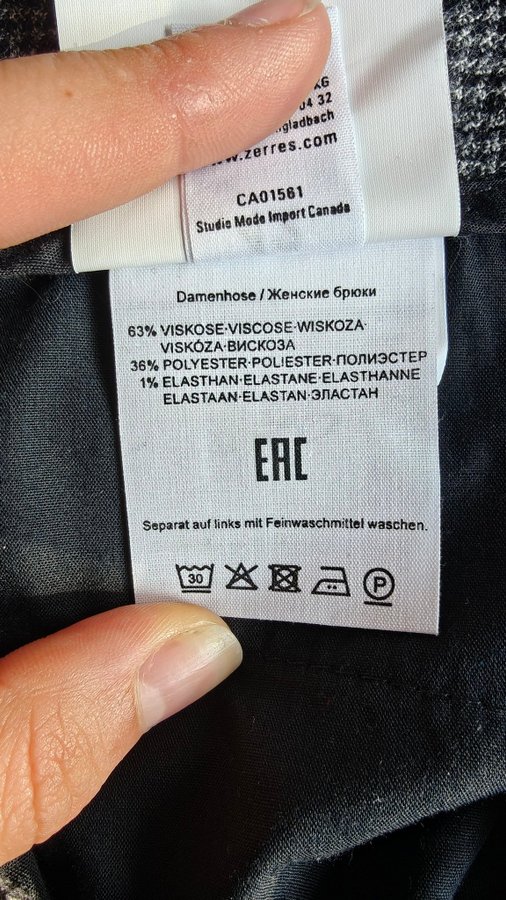 KG
04 32
gladbach
www.zerres.com
CA01561
Studio Mode Import Canada
Damenhose / Женские брюки
63% VISKOSE·VISCOSE·WISKOZA·
VISKÓZA·ВИСКОЗА
36% POLYESTER·POLIESTER·ПОЛИЭСТЕР
1% ELASTHAN·ELASTANE·ELASTHANNE
ELASTAAN·ELASTAN·ЭЛАСТАН
EAC
Separat auf links mit Feinwaschmittel waschen.
30 P